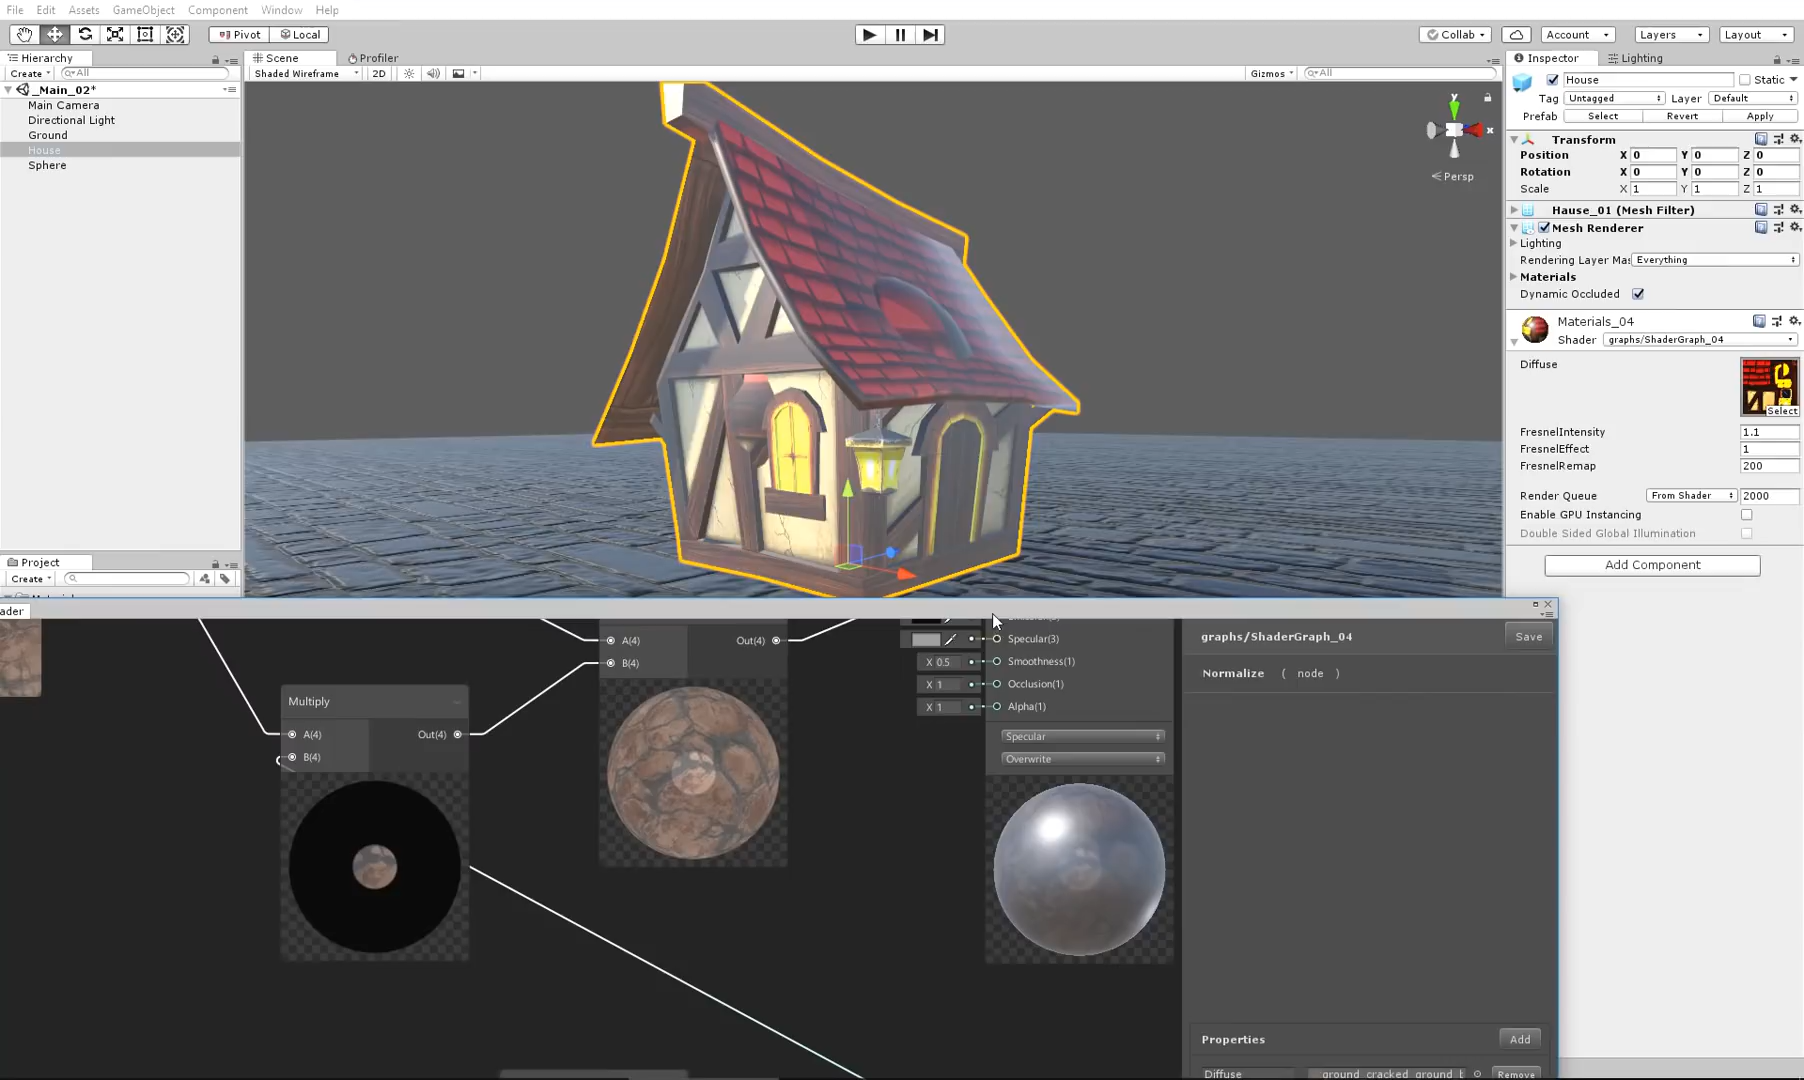 File Edit Assets GameObject Component Window Help
Pivot Local Collab Account Layers Layout
Hierarchy Scene Profiler Inspector Lighting
Create All Shaded Wireframe 2D Gizmos All
_Main_02*
Main Camera
Directional Light
Ground
House
Sphere
y
x
Persp
House Static
Tag Untagged Layer Default
Prefab Select Revert Apply
Transform
Position X 0 Y 0 Z 0
Rotation X 0 Y 0 Z 0
Scale X 1 Y 1 Z 1
Hause_01 (Mesh Filter)
Mesh Renderer
Lighting
Rendering Layer Mas Everything
Materials
Dynamic Occluded
Materials_04
Shader graphs/ShaderGraph_04
Diffuse
Select
FresnelIntensity 1.1
FresnelEffect 1
FresnelRemap 200
Render Queue From Shader 2000
Enable GPU Instancing
Double Sided Global Illumination
Add Component
Project
Create
ader
A(4) Out(4)
B(4)
Multiply
A(4) Out(4)
B(4)
Specular(3)
X 0.5 Smoothness(1)
X 1 Occlusion(1)
X 1 Alpha(1)
Specular
Overwrite
graphs/ShaderGraph_04 Save
Normalize ( node )
Properties Add
Diffuse ground_cracked_ground_b Remove